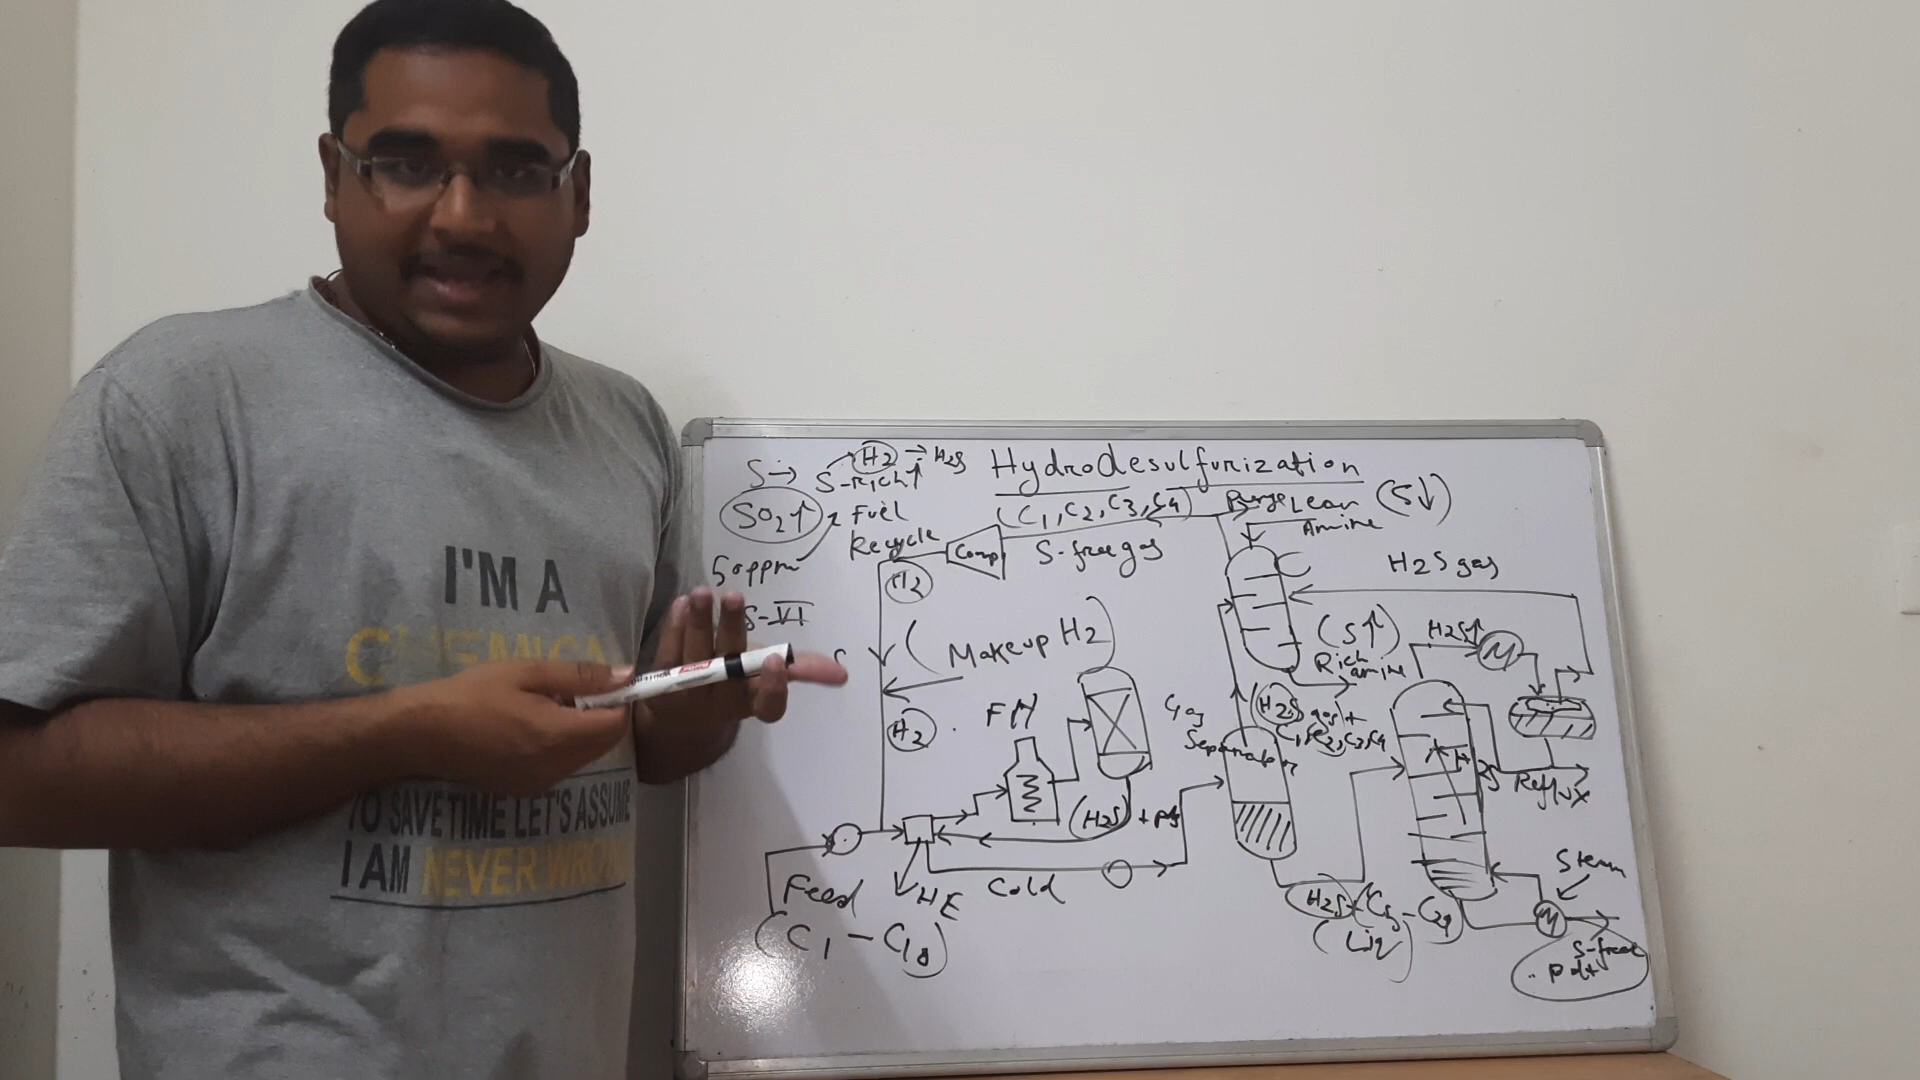 I'M A
CHEMICAL
TO SAVE TIME LET'S ASSUME
I AM NEVER WRONG
Hydrodesulfurization
S → S-Rich↑
H2 → H2S
SO2↑
Fuel
50ppm
S-VI
Recycle
H2
Comp
(C1, C2, C3, C4)
S-free gas
Purge
Lean
Amine
(S↓)
H2S gas
(S↑)
Rich
amine
H2S↑
(Makeup H2)
H2
FH
(H2S) + pdt
Gas
Separator
H2S gas +
C1, C2, C3, C4
H2S
Reflux
Feed
(C1 - C18)
HE
Cold
Steam
(Liq)
S-free
pdt